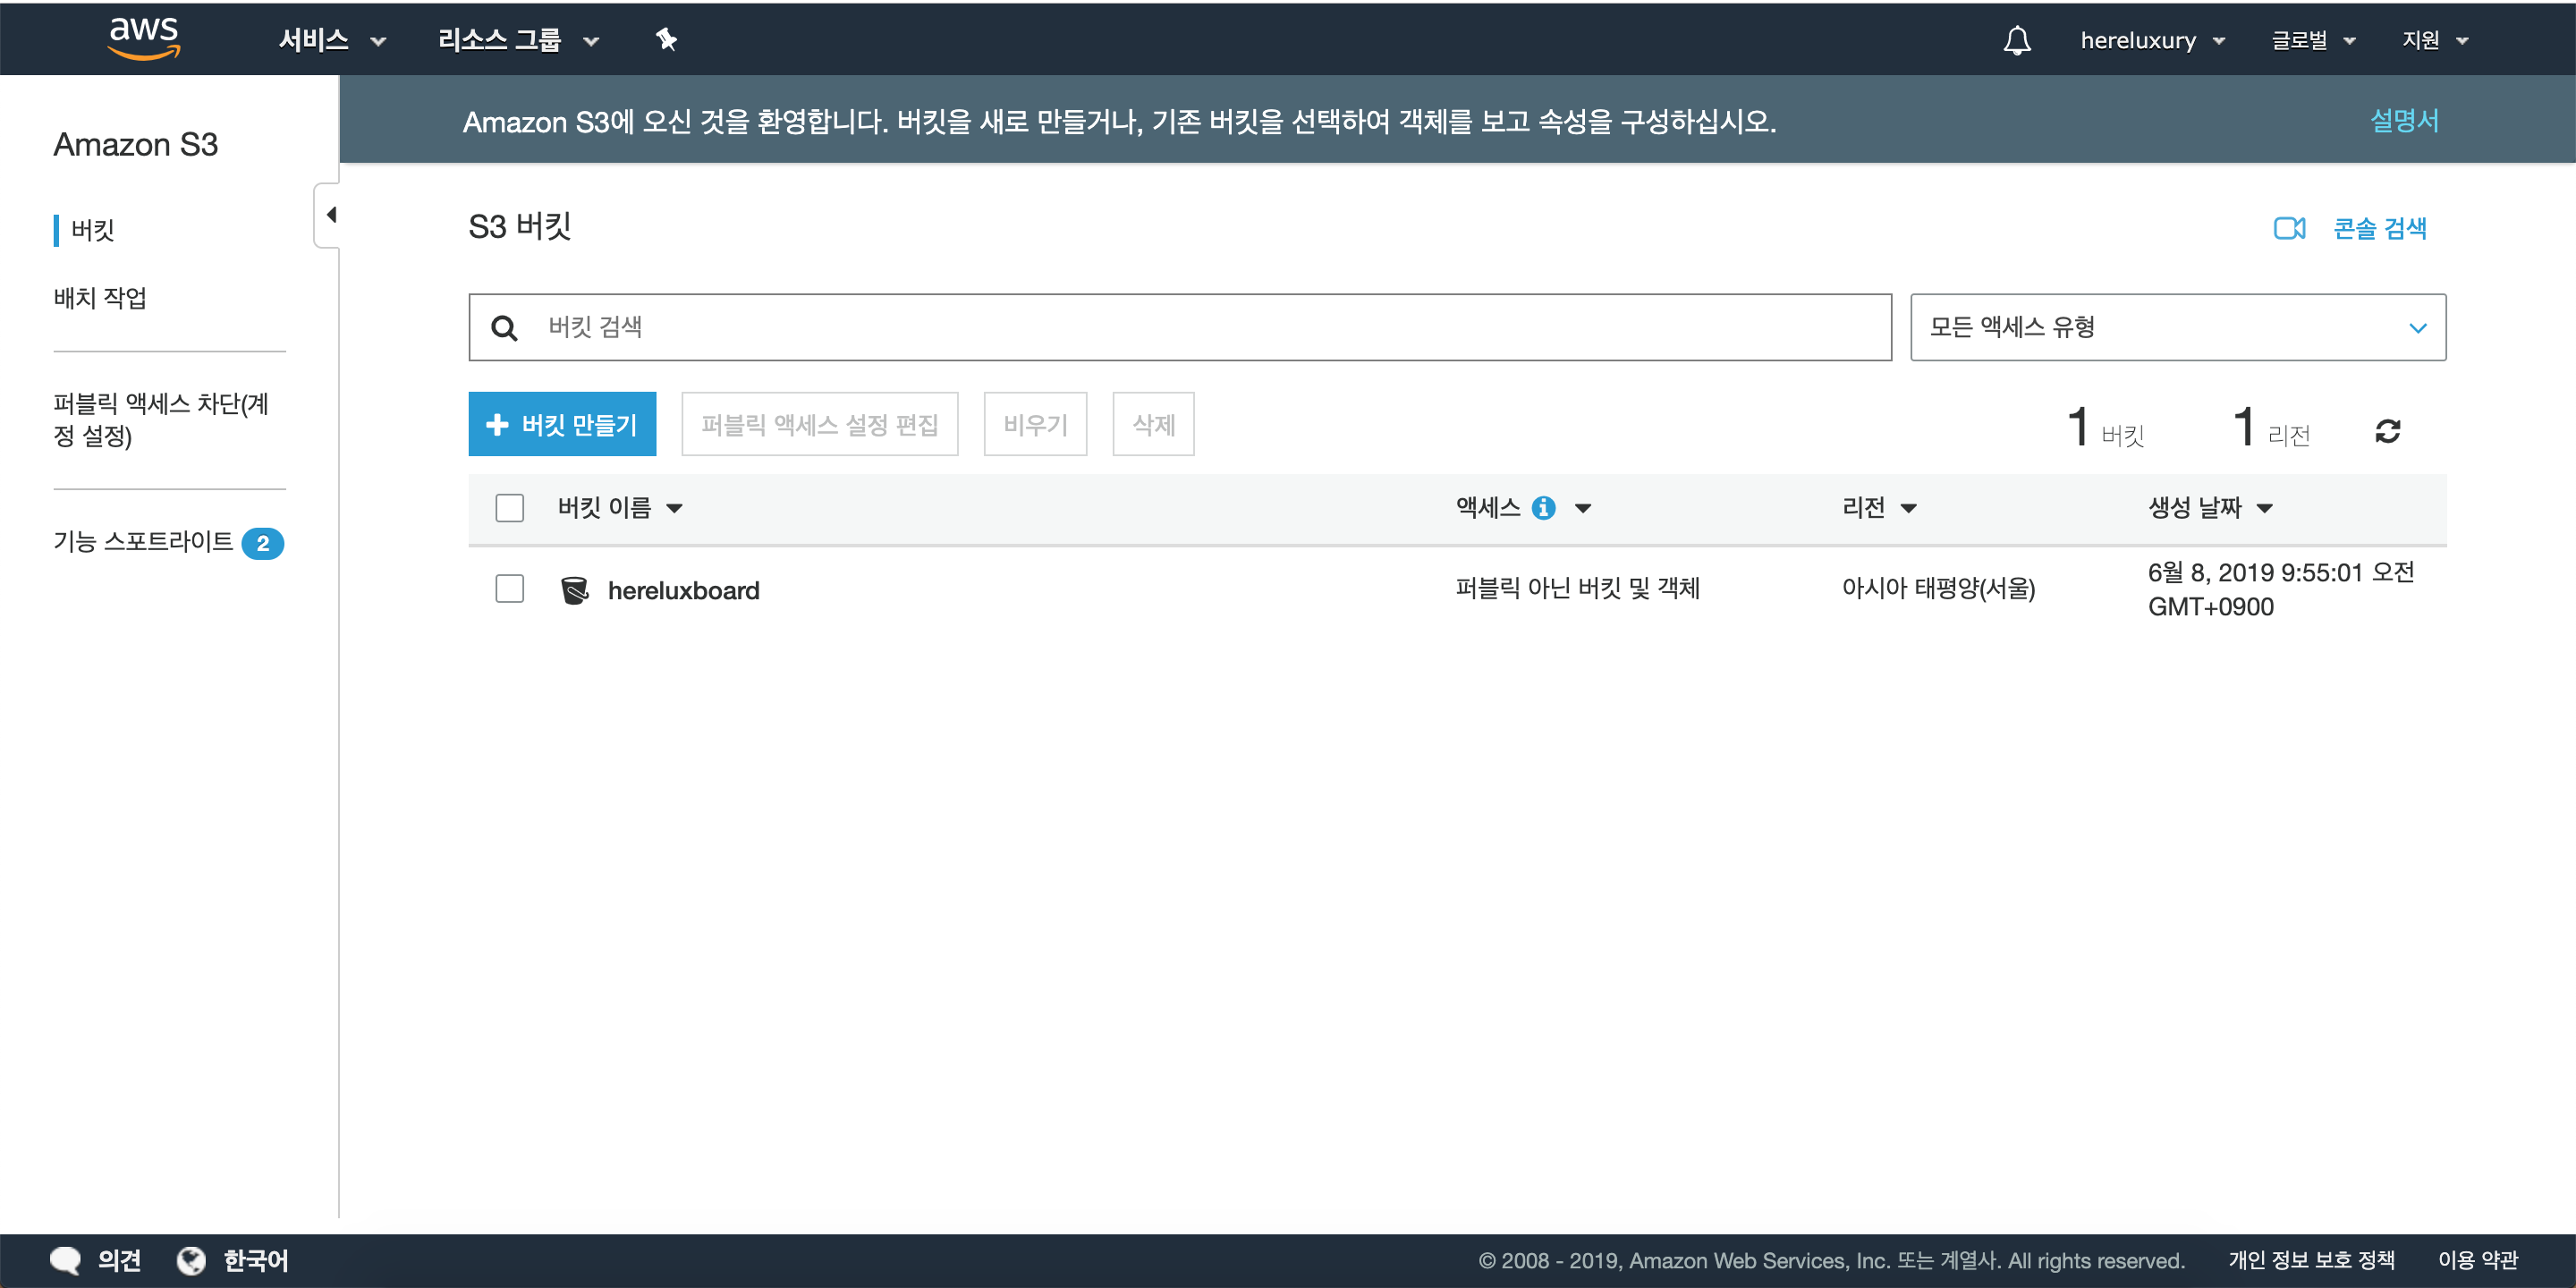 aws 서비스 리소스 그룹 hereluxury 글로벌 지원
Amazon S3
버킷
배치 작업
퍼블릭 액세스 차단(계
정 설정)
기능 스포트라이트 2
Amazon S3에 오신 것을 환영합니다. 버킷을 새로 만들거나, 기존 버킷을 선택하여 객체를 보고 속성을 구성하십시오. 설명서
S3 버킷 콘솔 검색
버킷 검색 모든 액세스 유형
버킷 만들기 퍼블릭 액세스 설정 편집 비우기 삭제 1 버킷 1 리전
버킷 이름 액세스 리전 생성 날짜
hereluxboard 퍼블릭 아닌 버킷 및 객체 아시아 태평양(서울) 6월 8, 2019 9:55:01 오전
GMT+0900
의견 한국어 © 2008 - 2019, Amazon Web Services, Inc. 또는 계열사. All rights reserved. 개인 정보 보호 정책 이용 약관